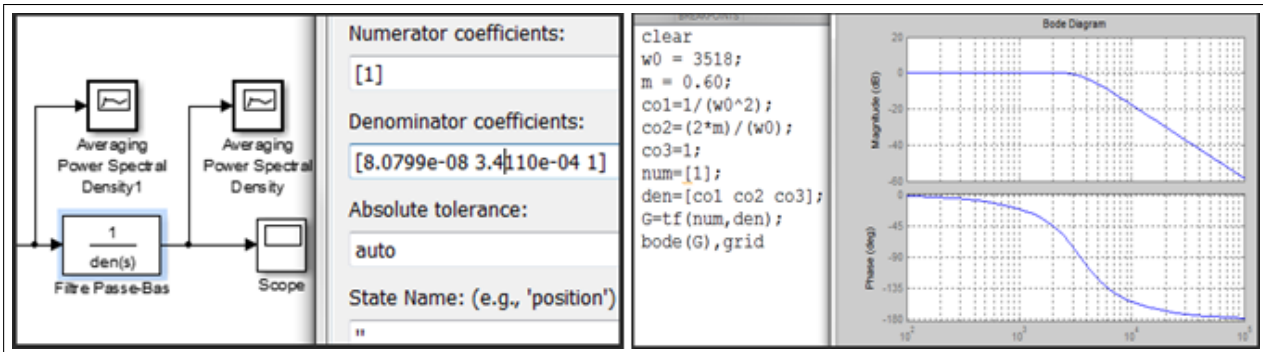 Averaging
Power Spectral
Density1
Averaging
Power Spectral
Density
1
den(s)
Filtre Passe-Bas
Scope
Numerator coefficients:
[1]
Denominator coefficients:
[8.0799e-08 3.4110e-04 1]
Absolute tolerance:
auto
State Name: (e.g., 'position')
''
BREAKPOINTS
clear
w0 = 3518;
m = 0.60;
co1=1/(w0^2);
co2=(2*m)/(w0);
co3=1;
num=[1];
den=[co1 co2 co3];
G=tf(num,den);
bode(G),grid
Bode Diagram
Magnitude (dB)
20
0
-20
-40
-60
Phase (deg)
0
-45
-90
-135
-180
10^2
10^3
10^4
10^5